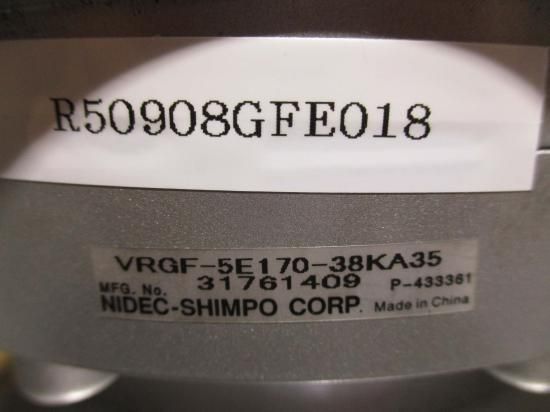 R50908GFE018
VRGF-5E170-38KA35
MFG. No. 31761409 P-433361
NIDEC-SHIMPO CORP. Made in China